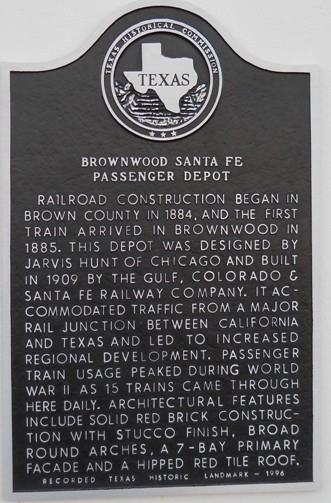 TEXAS HISTORICAL COMMISSION
TEXAS
BROWNWOOD SANTA FE
PASSENGER DEPOT
RAILROAD CONSTRUCTION BEGAN IN
BROWN COUNTY IN 1884, AND THE FIRST
TRAIN ARRIVED IN BROWNWOOD IN
1885. THIS DEPOT WAS DESIGNED BY
JARVIS HUNT OF CHICAGO AND BUILT
IN 1909 BY THE GULF, COLORADO &
SANTA FE RAILWAY COMPANY. IT AC-
COMMODATED TRAFFIC FROM A MAJOR
RAIL JUNCTION BETWEEN CALIFORNIA
AND TEXAS AND LED TO INCREASED
REGIONAL DEVELOPMENT. PASSENGER
TRAIN USAGE PEAKED DURING WORLD
WAR II AS 15 TRAINS CAME THROUGH
HERE DAILY. ARCHITECTURAL FEATURES
INCLUDE SOLID RED BRICK CONSTRUC-
TION WITH STUCCO FINISH, BROAD
ROUND ARCHES, A 7-BAY PRIMARY
FACADE AND A HIPPED RED TILE ROOF.
RECORDED TEXAS HISTORIC LANDMARK - 1996